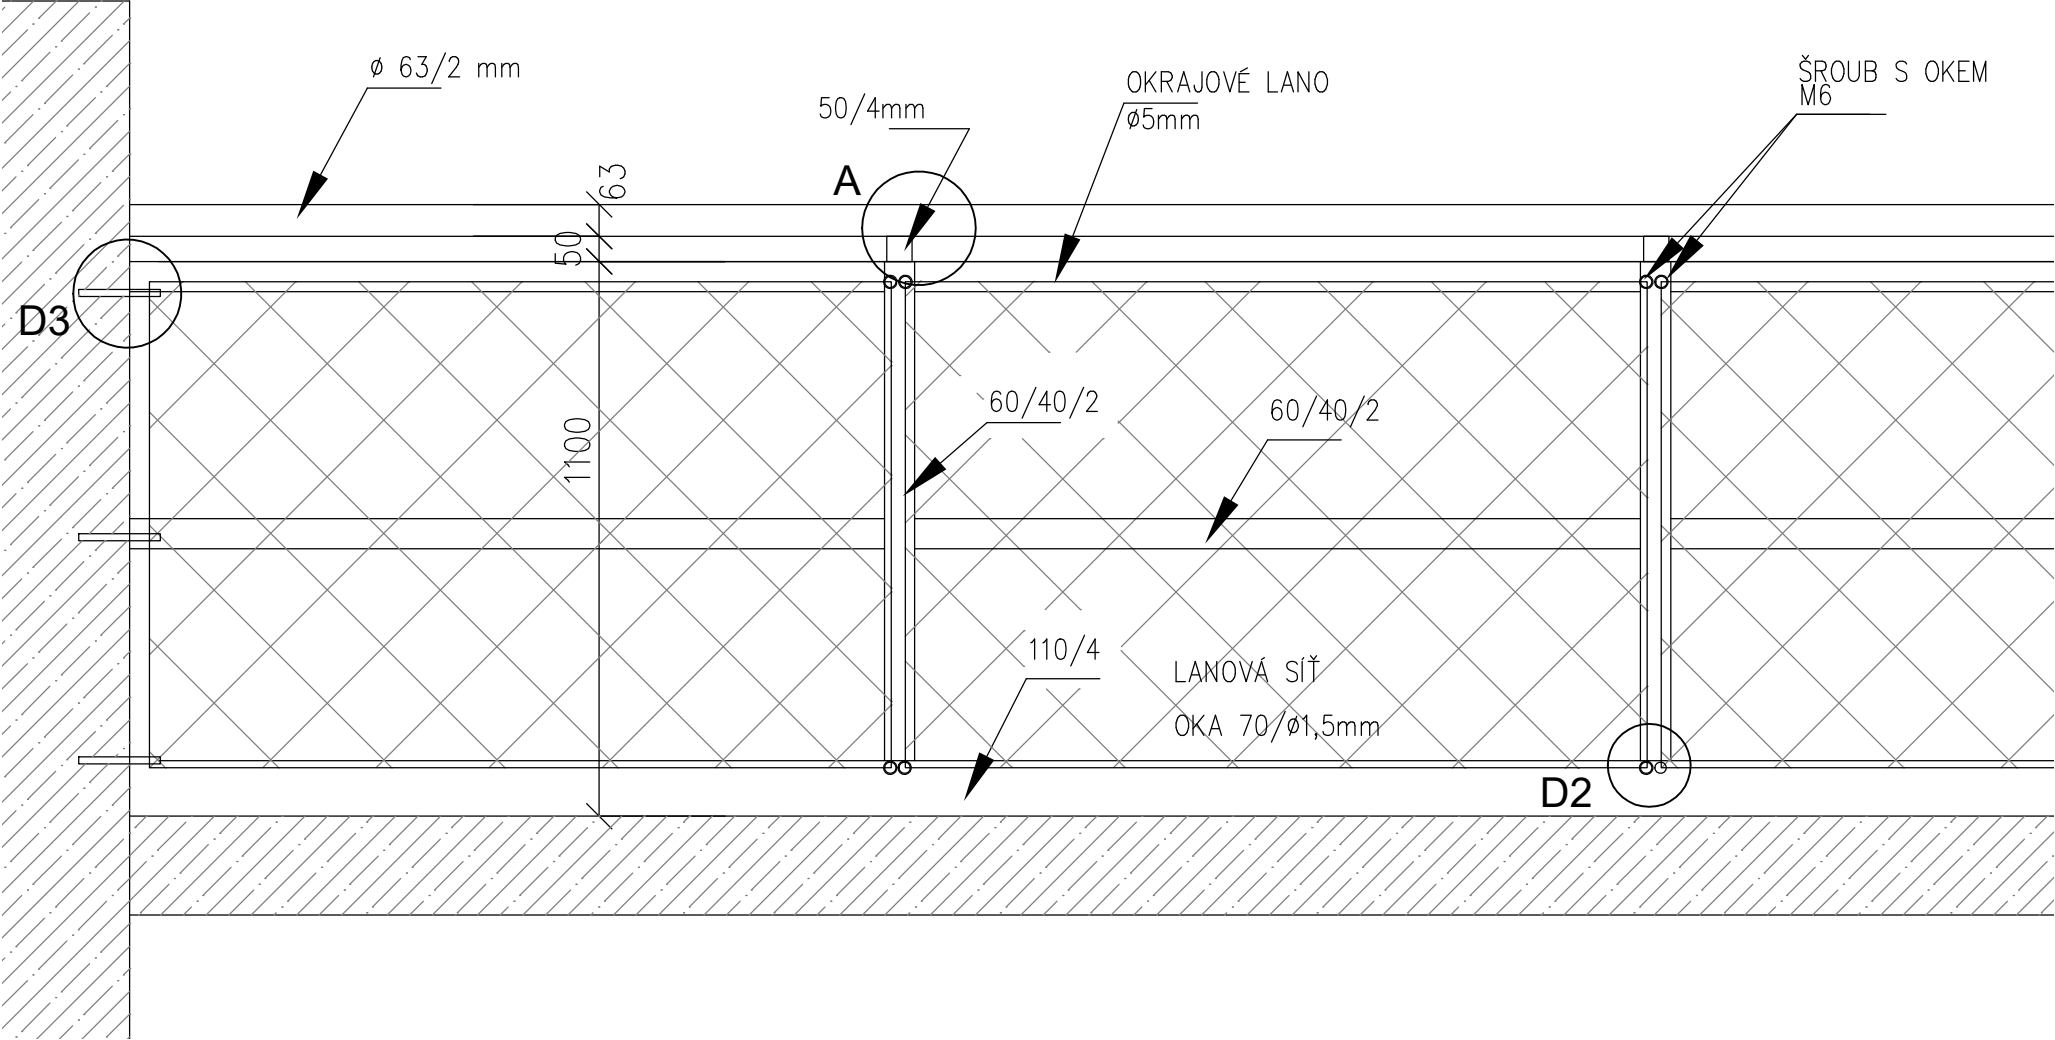 ø 63/2 mm
50/4mm
OKRAJOVÉ LANO
ø5mm
ŠROUB S OKEM
M6
A
63
50
D3
1100
60/40/2
60/40/2
110/4
LANOVÁ SÍŤ
OKA 70/ø1,5mm
D2